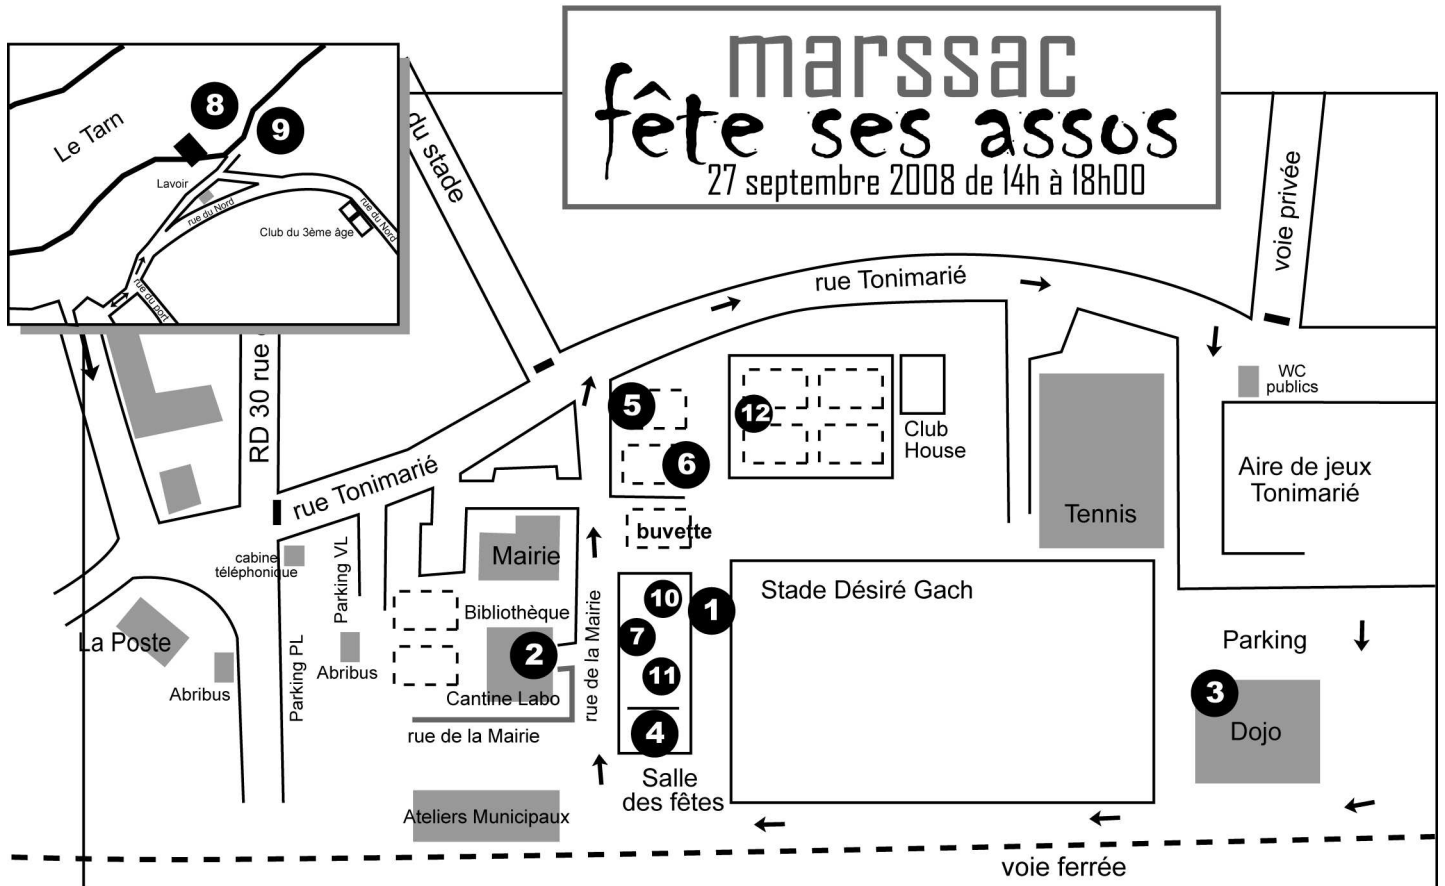 marssac
fête ses assos
27 septembre 2008 de 14h à 18h00
8
9
Le Tarn
Lavoir
rue du Nord
Club du 3ème âge
rue du Nord
rue du port
du stade
voie privée
rue Tonimarié
RD 30 rue
rue Tonimarié
5
6
12
Club
House
WC
publics
Aire de jeux
Tonimarié
Tennis
buvette
cabine
téléphonique
Parking VL
Mairie
Bibliothèque
2
Cantine Labo
rue de la Mairie
rue de la Mairie
10
1
7
11
4
Salle
des fêtes
Stade Désiré Gach
Parking
3
Dojo
La Poste
Abribus
Parking PL
Abribus
Ateliers Municipaux
voie ferrée